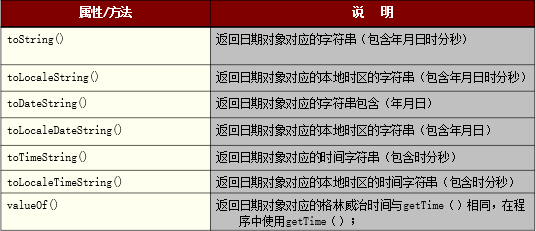 属性/方法 说 明
toString() 返回日期对象对应的字符串（包含年月日时分秒）
toLocaleString() 返回日期对象对应的本地时区的字符串（包含年月日时分秒）
toDateString() 返回日期对象对应的字符串包含（年月日）
toLocaleDateString() 返回日期对象对应的本地时区的字符串（包含年月日）
toTimeString() 返回日期对象对应的时间字符串（包含时分秒）
toLocaleTimeString() 返回日期对象对应的本地时区的时间字符串（包含时分秒）
valueOf() 返回日期对象对应的格林威治时间与getTime（）相同，在程
序中使用getTime（）；